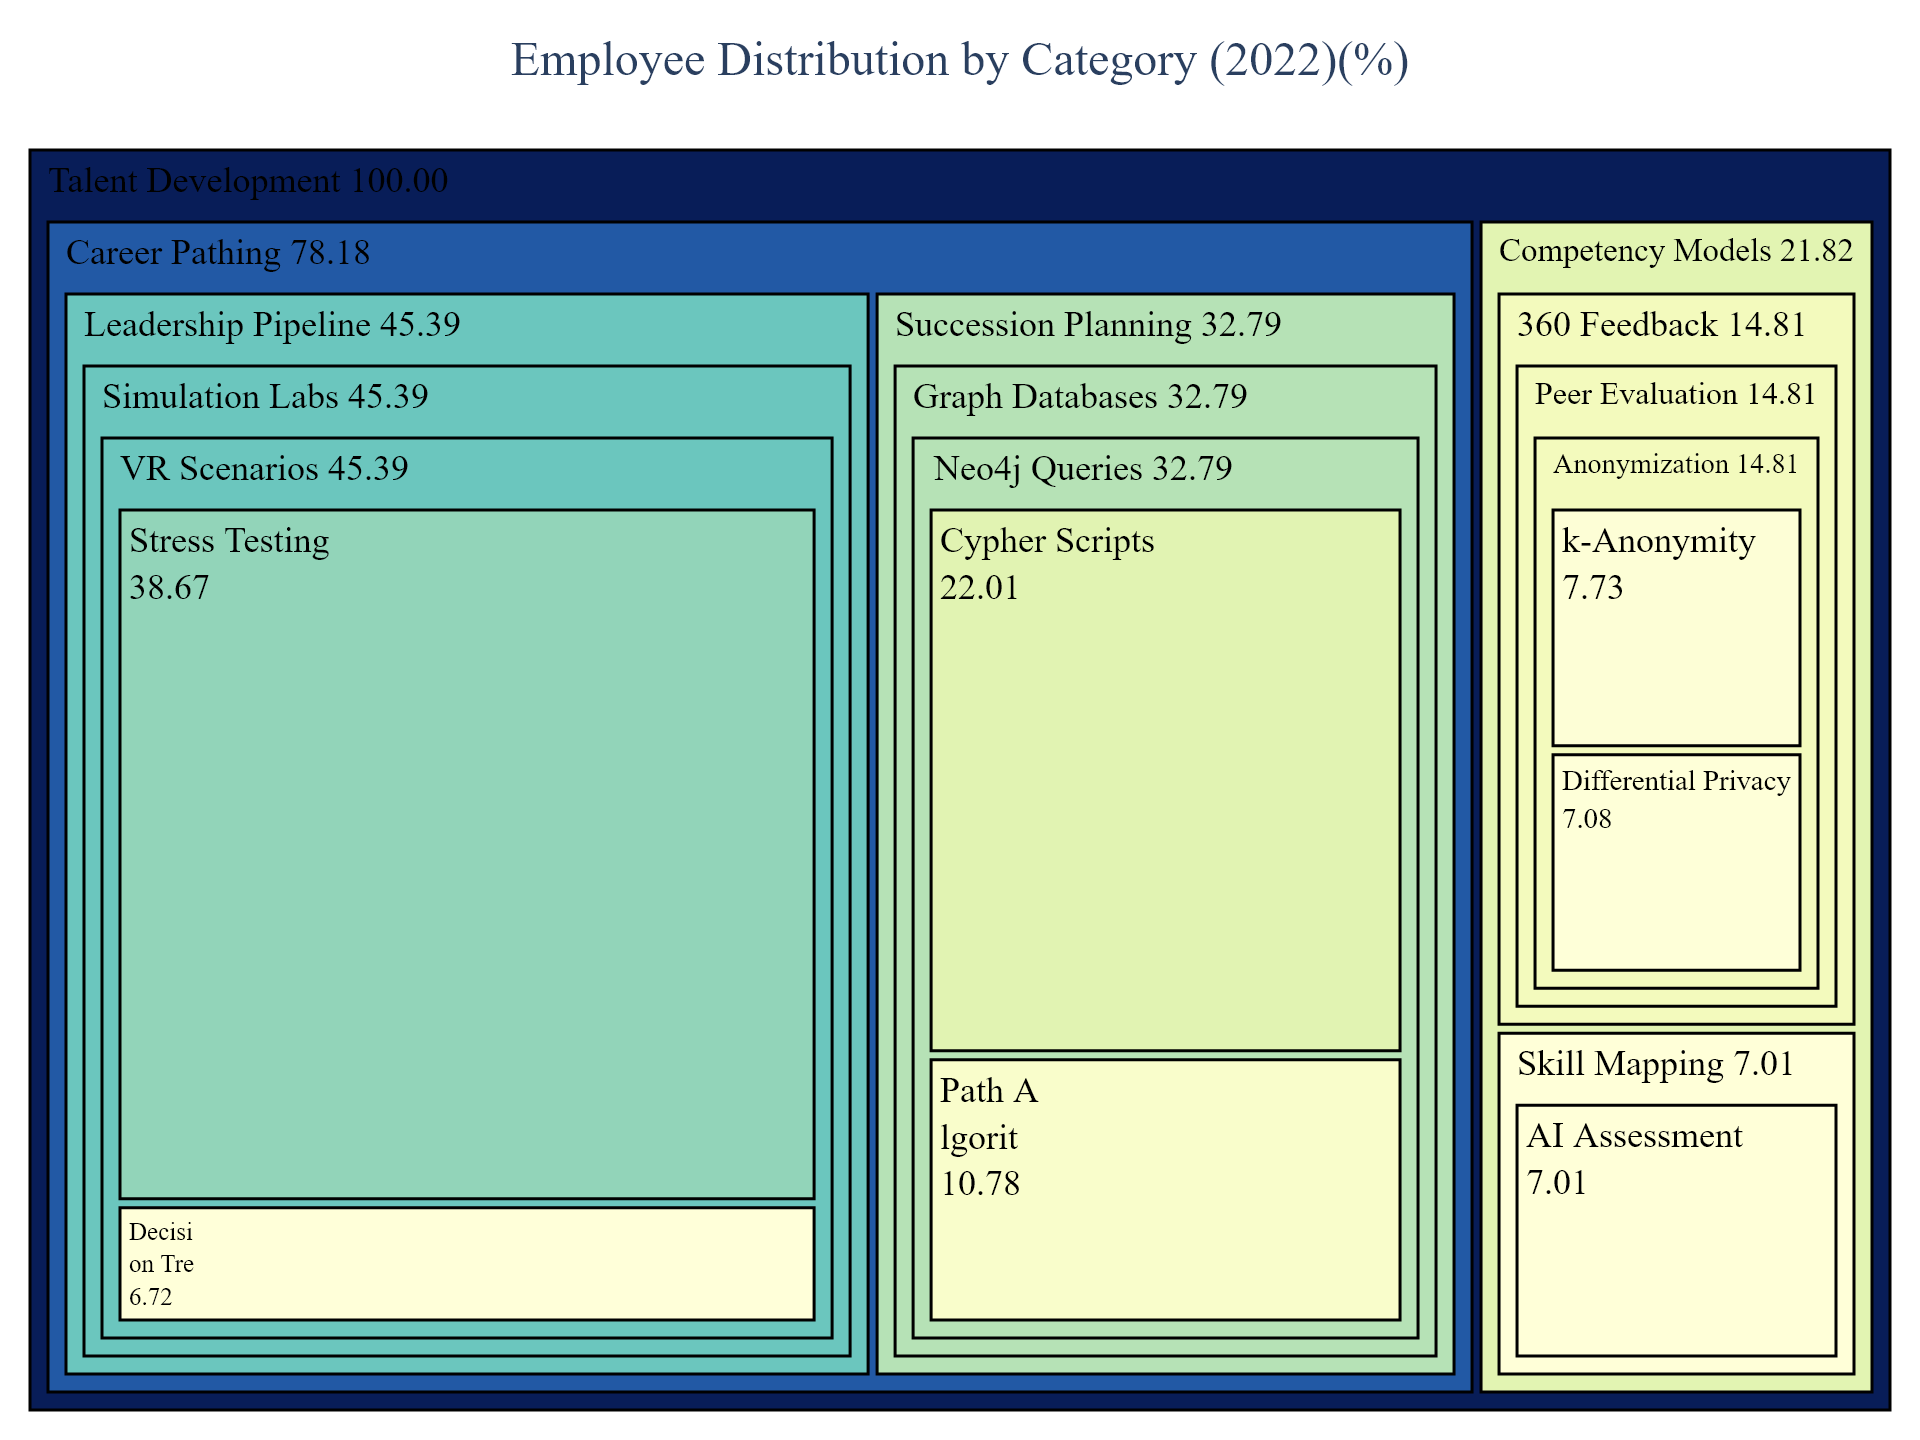 Employee Distribution by Category (2022)(%)
Talent Development 100.00
Career Pathing 78.18
Leadership Pipeline 45.39
Simulation Labs 45.39
VR Scenarios 45.39
Stress Testing
38.67
Decisi
on Tre
6.72
Succession Planning 32.79
Graph Databases 32.79
Neo4j Queries 32.79
Cypher Scripts
22.01
Path A
lgorit
10.78
Competency Models 21.82
360 Feedback 14.81
Peer Evaluation 14.81
Anonymization 14.81
k-Anonymity
7.73
Differential Privacy
7.08
Skill Mapping 7.01
AI Assessment
7.01